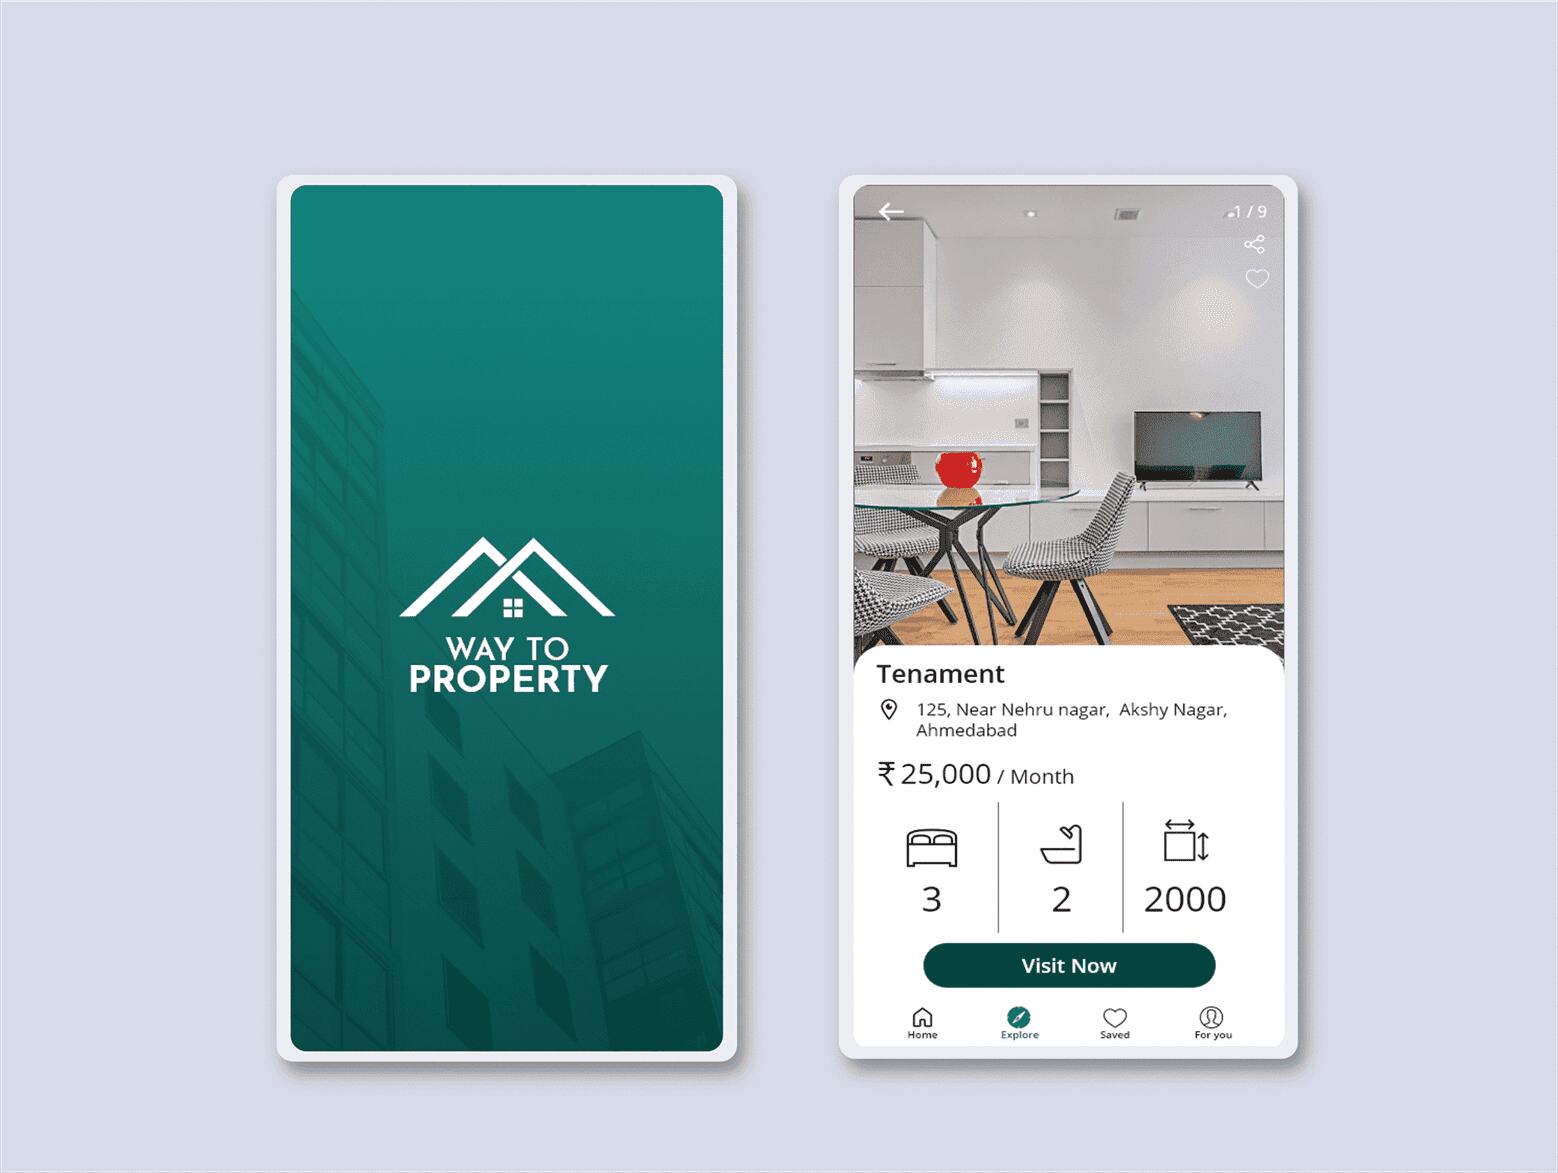 WAY TO
PROPERTY
1 / 9
Tenament
125, Near Nehru nagar,  Akshy Nagar,
Ahmedabad
₹ 25,000 / Month
3
2
2000
Visit Now
Home
Explore
Saved
For you